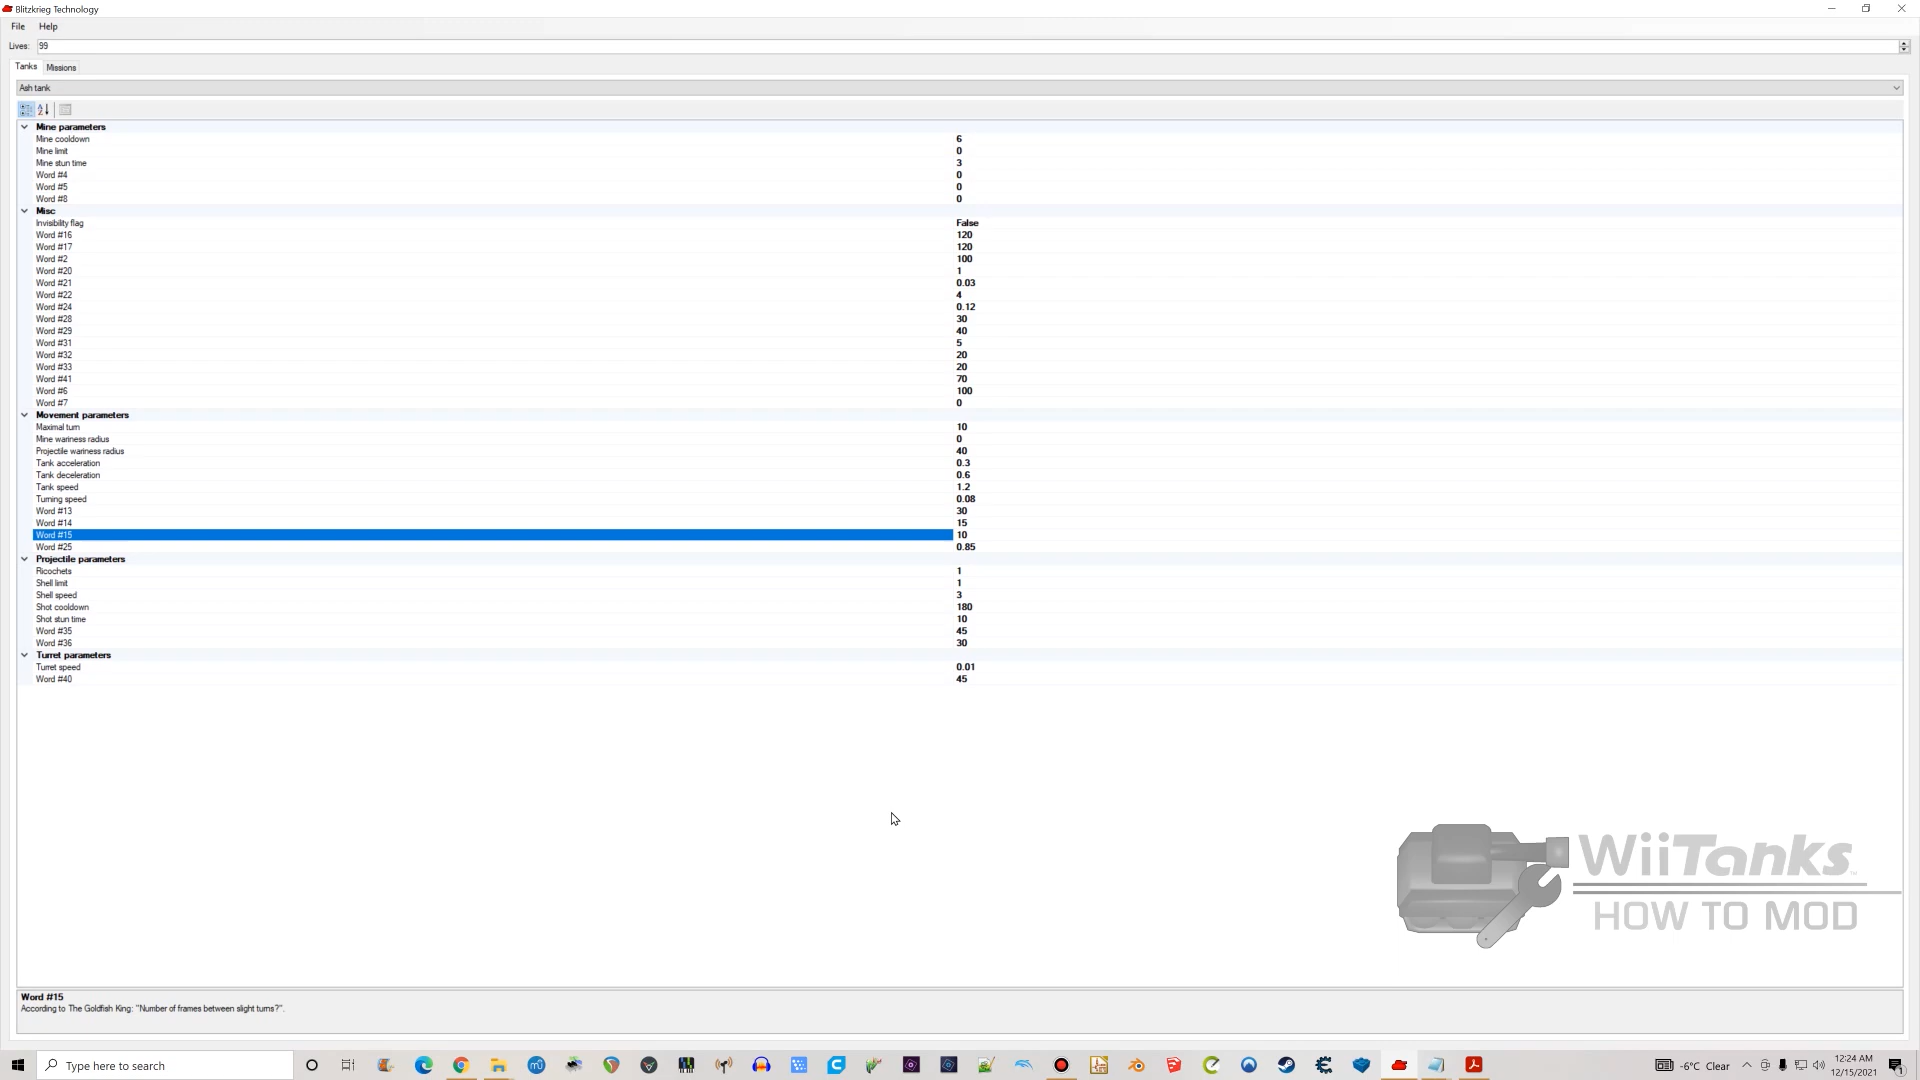 Blitzkrieg Technology
File Help
Lives: 99
Tanks Missions
Ash tank
Mine parameters
Mine cooldown 6
Mine limit 0
Mine stun time 3
Word #4 0
Word #5 0
Word #8 0
Misc
Invisibility flag False
Word #16 120
Word #17 120
Word #2 100
Word #20 1
Word #21 0.03
Word #22 4
Word #24 0.12
Word #28 30
Word #29 40
Word #31 5
Word #32 20
Word #33 20
Word #41 70
Word #6 100
Word #7 0
Movement parameters
Maximal turn 10
Mine wariness radius 0
Projectile wariness radius 40
Tank acceleration 0.3
Tank deceleration 0.6
Tank speed 1.2
Turning speed 0.08
Word #13 30
Word #14 15
Word #15 10
Word #25 0.85
Projectile parameters
Ricochets 1
Shell limit 1
Shell speed 3
Shot cooldown 180
Shot stun time 10
Word #35 45
Word #36 30
Turret parameters
Turret speed 0.01
Word #40 45
WiiTanks
HOW TO MOD
Word #15
According to The Goldfish King: "Number of frames between slight turns?".
Type here to search
-6°C Clear
12:24 AM
12/15/2021